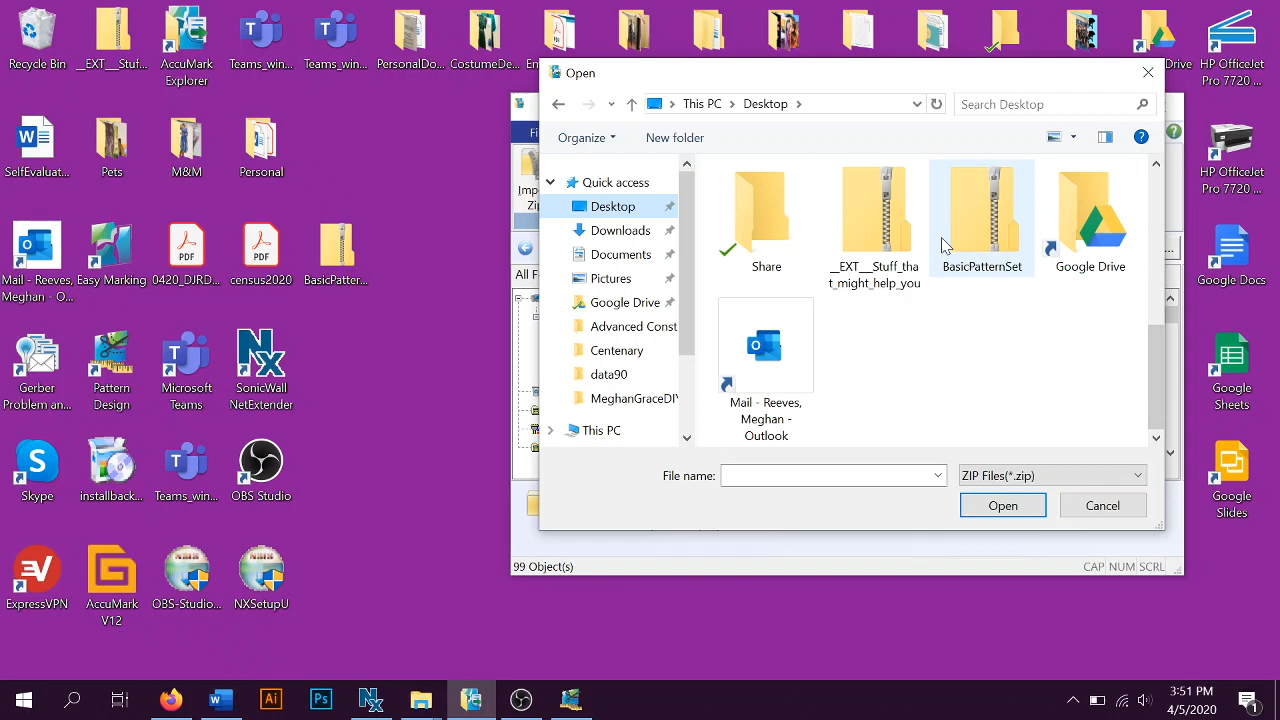 Recycle Bin
__EXT___Stuf...
AccuMark
Explorer
Teams_win...
Teams_win...
PersonalDo...
CostumeDe...
HP OfficeJet
Pro 7720 ...
SelfEvaluat...
Pets
M&M
Personal
HP OfficeJet
Pro 7720 ...
Mail - Reeves,
Meghan - O...
Easy Marking
0420_DJRD...
census2020
BasicPatter...
Google Docs
Gerber
Problem an...
Pattern
Design
Microsoft
Teams
SonicWall
NetExtender
Google
Sheets
Skype
installback...
Teams_win...
OBS Studio
Google
Slides
ExpressVPN
AccuMark
V12
OBS-Studio...
NXSetupU
Open
This PC
Desktop
Search Desktop
Organize
New folder
Quick access
Desktop
Downloads
Documents
Pictures
Google Drive
Advanced Const
Centenary
data90
MeghanGraceDIY
This PC
Share
__EXT___Stuff_tha
t_might_help_you
BasicPatternSet
Google Drive
Mail - Reeves,
Meghan -
Outlook
File name:
ZIP Files(*.zip)
Open
Cancel
99 Object(s)
CAP NUM SCRL
3:51 PM
4/5/2020